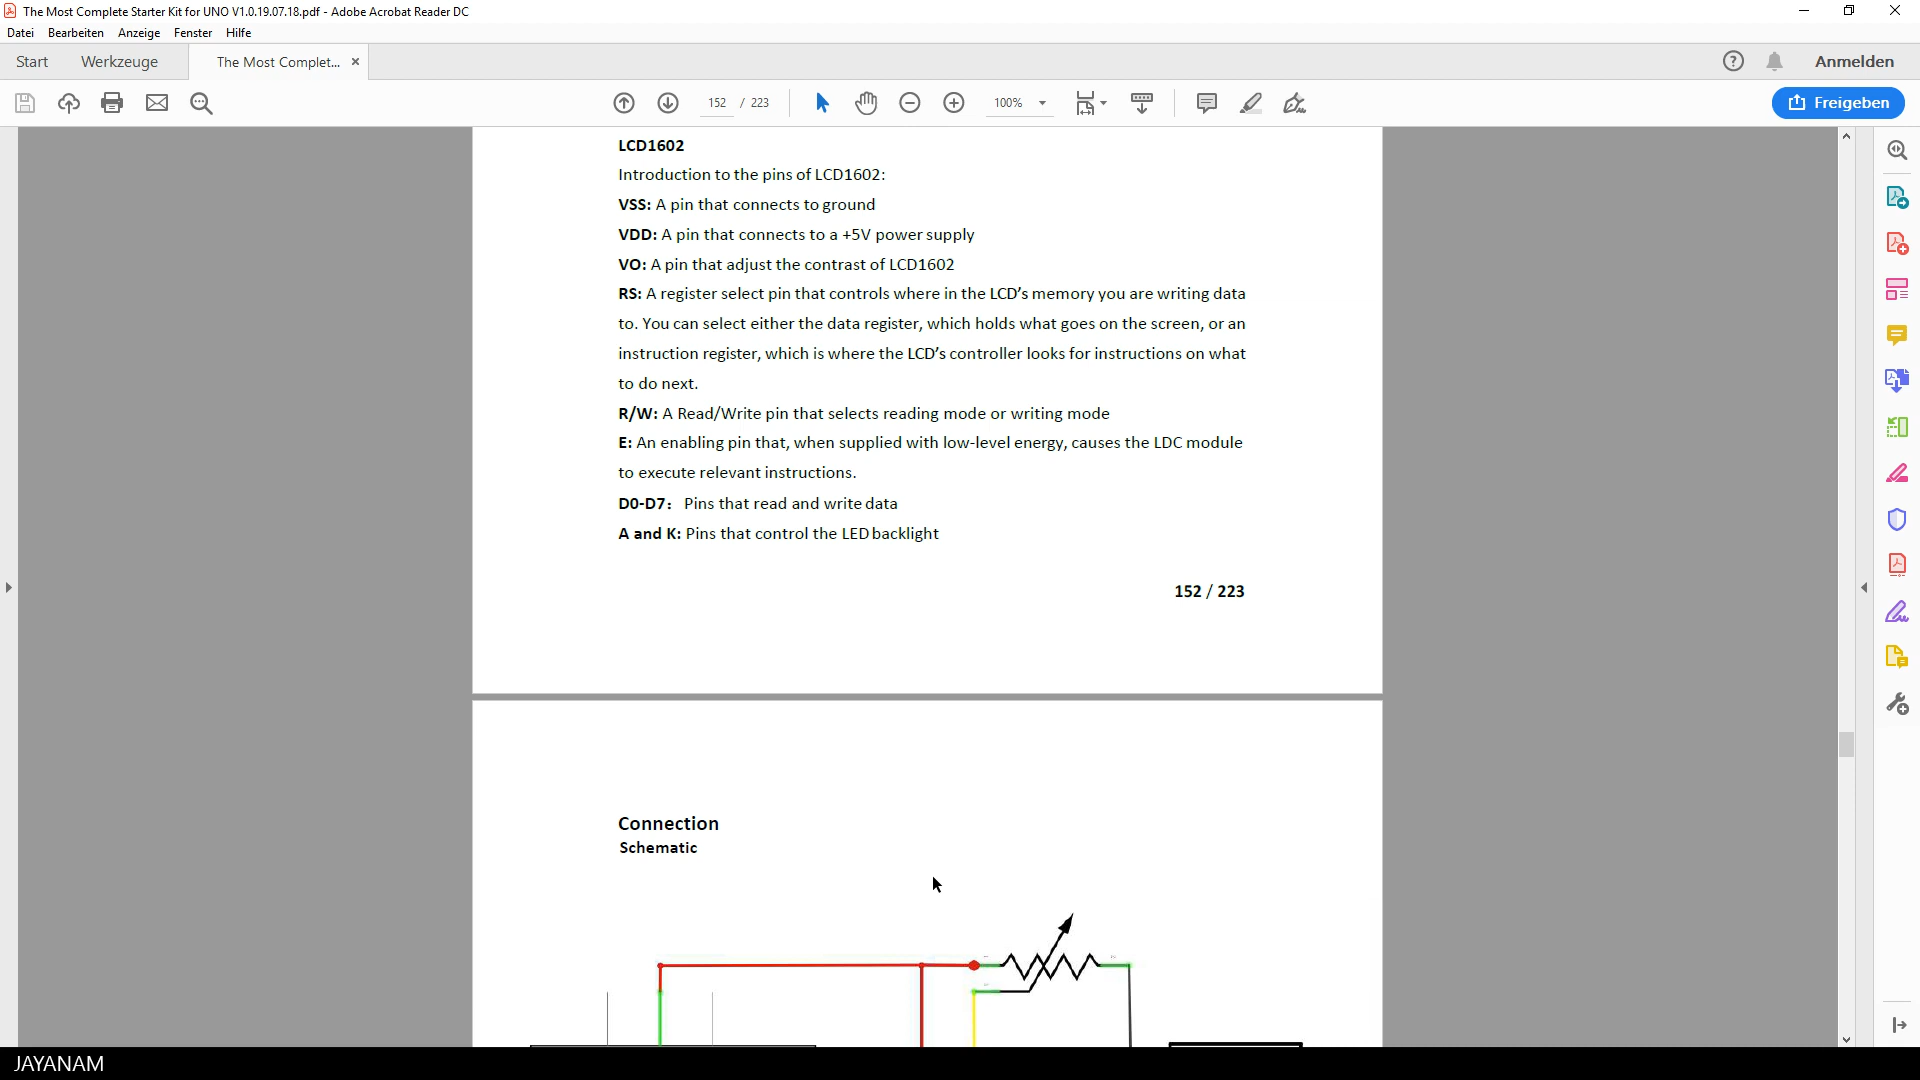 The Most Complete Starter Kit for UNO V1.0.19.07.18.pdf - Adobe Acrobat Reader DC
Datei Bearbeiten Anzeige Fenster Hilfe
Start Werkzeuge The Most Complet... Anmelden
152 / 223 100% Freigeben
LCD1602
Introduction to the pins of LCD1602:
VSS: A pin that connects to ground
VDD: A pin that connects to a +5V power supply
VO: A pin that adjust the contrast of LCD1602
RS: A register select pin that controls where in the LCD’s memory you are writing data
to. You can select either the data register, which holds what goes on the screen, or an
instruction register, which is where the LCD’s controller looks for instructions on what
to do next.
R/W: A Read/Write pin that selects reading mode or writing mode
E: An enabling pin that, when supplied with low-level energy, causes the LDC module
to execute relevant instructions.
D0-D7: Pins that read and write data
A and K: Pins that control the LED backlight
152 / 223
Connection
Schematic
JAYANAM